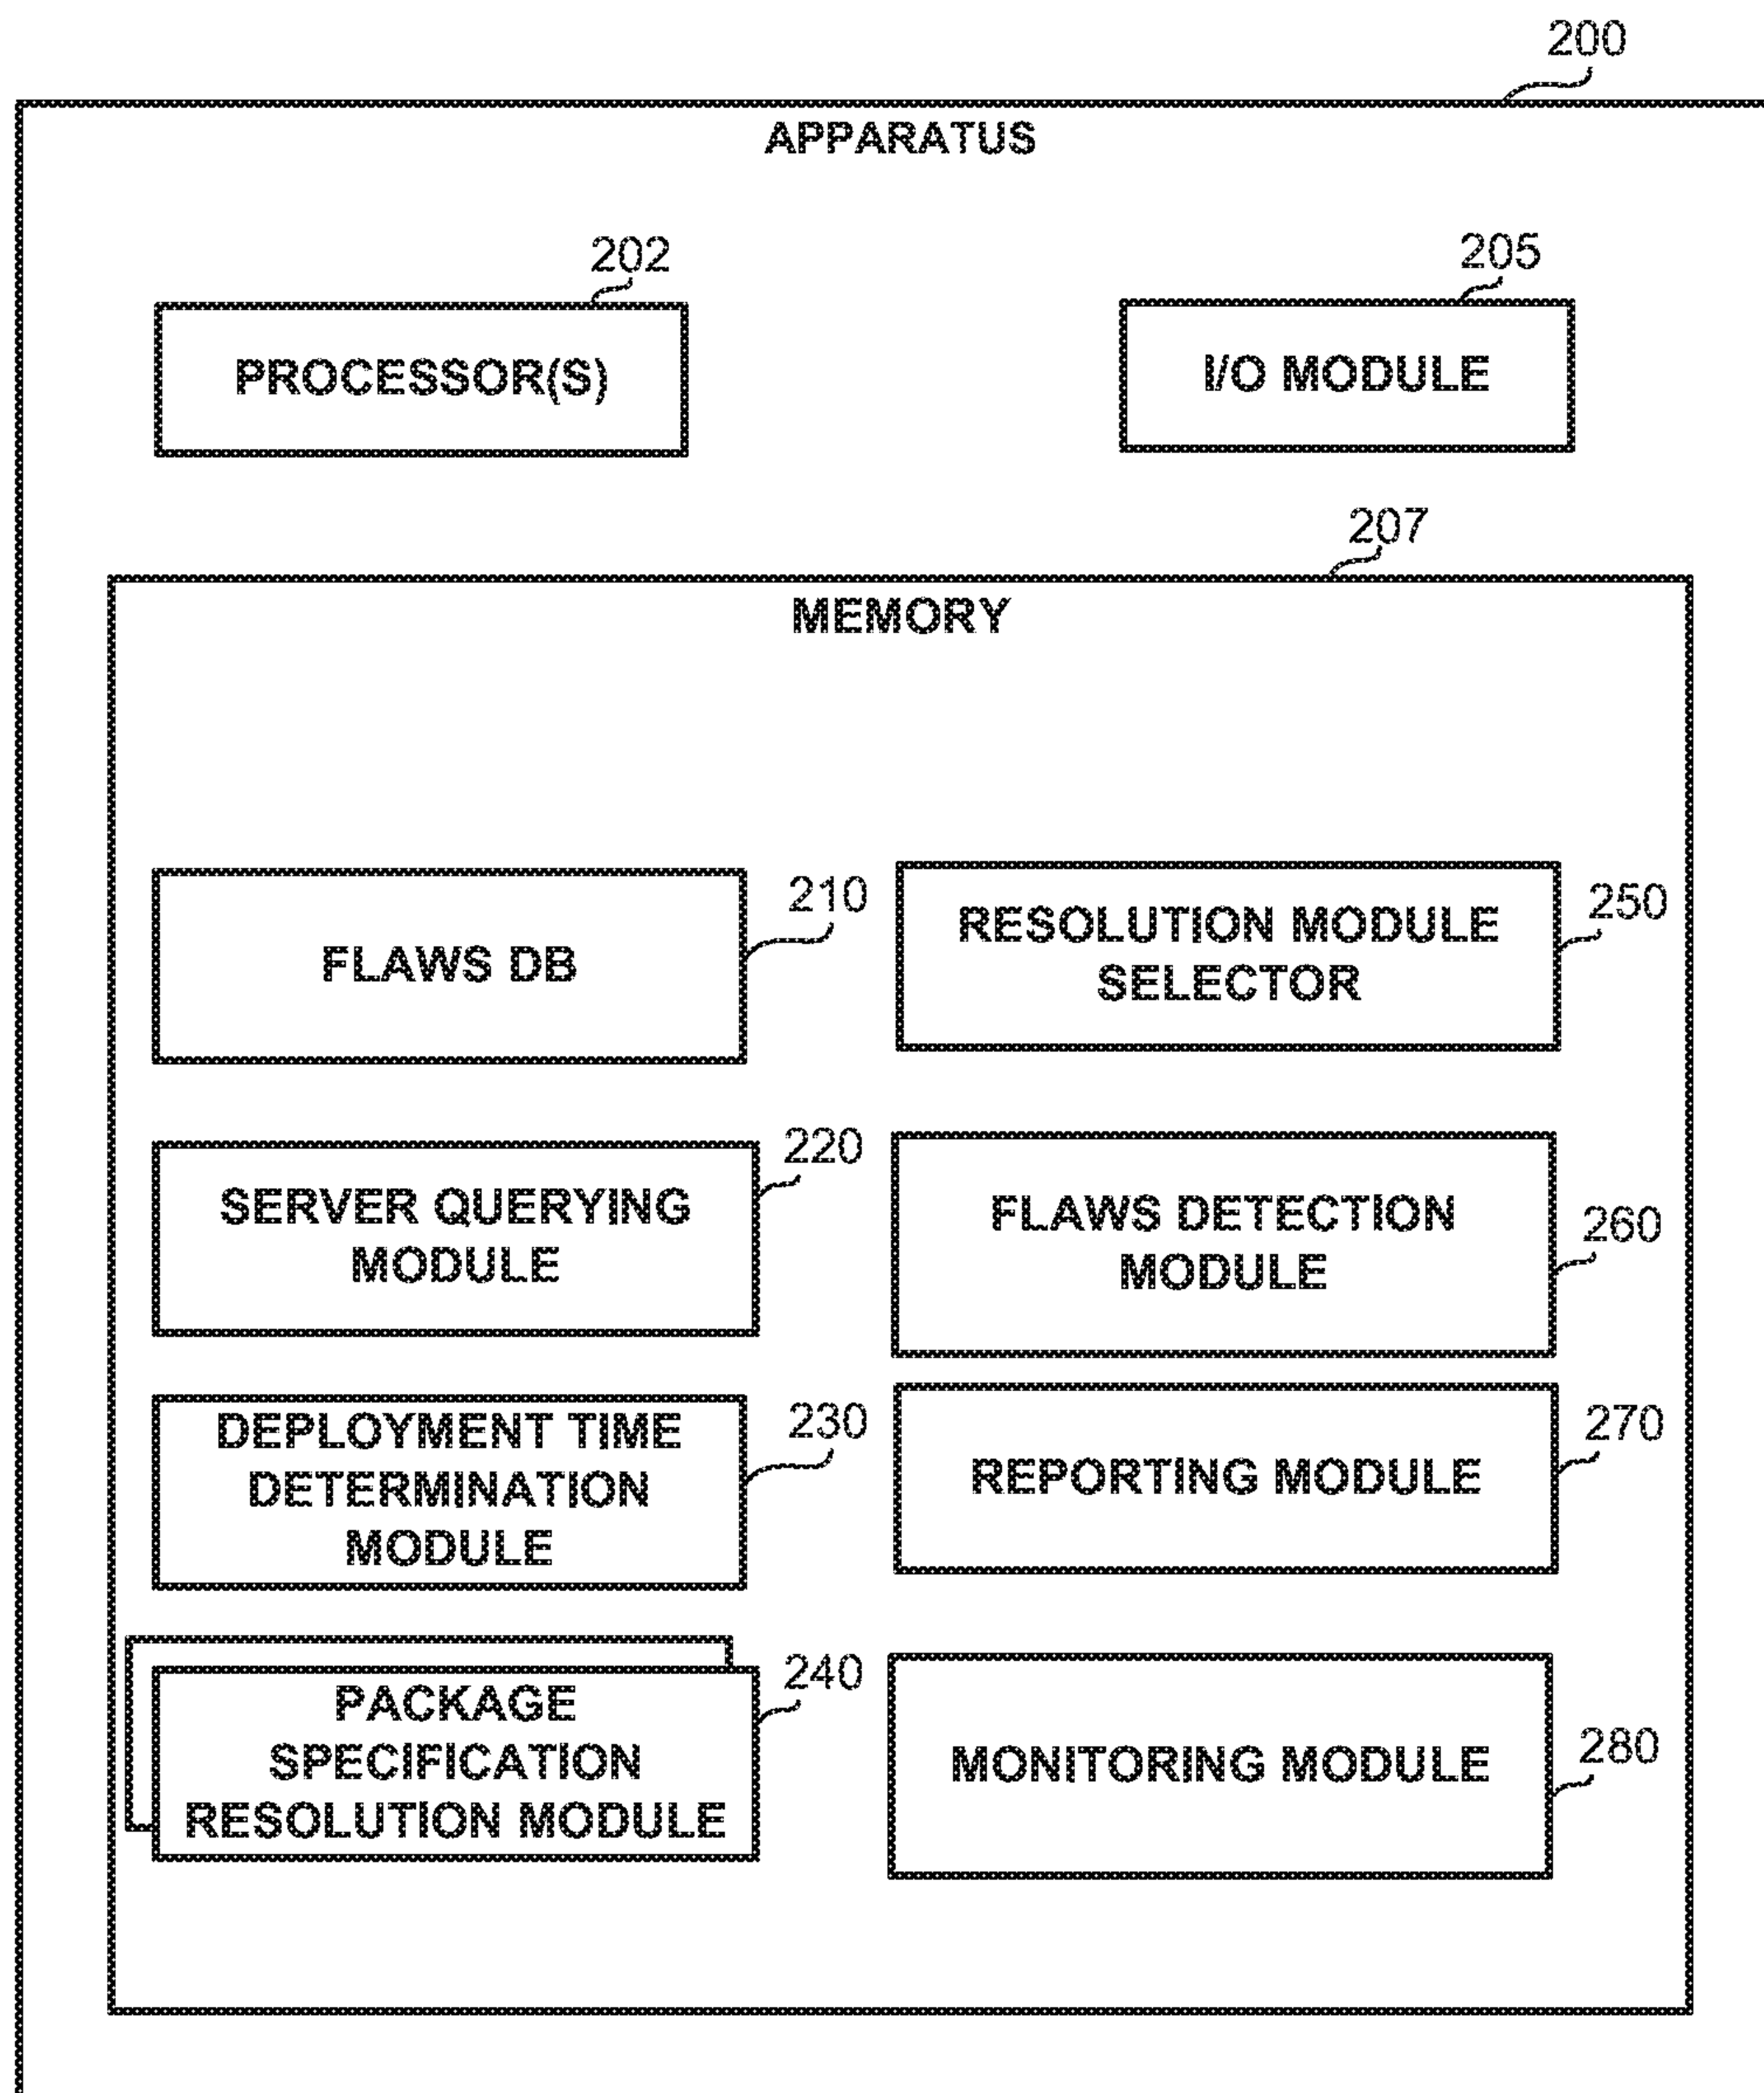 200
APPARATUS
202
PROCESSOR(S)
205
I/O MODULE
207
MEMORY
210
FLAWS DB
250
RESOLUTION MODULE
SELECTOR
220
SERVER QUERYING
MODULE
260
FLAWS DETECTION
MODULE
230
DEPLOYMENT TIME
DETERMINATION
MODULE
270
REPORTING MODULE
240
PACKAGE
SPECIFICATION
RESOLUTION MODULE
280
MONITORING MODULE